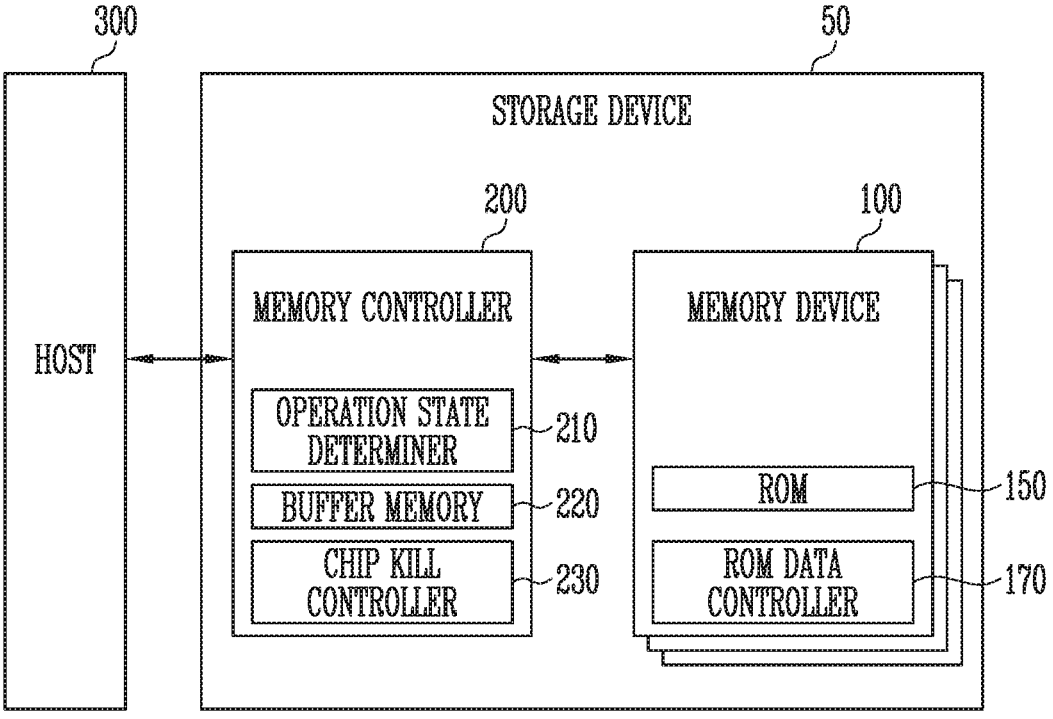 300
50
STORAGE DEVICE
200
100
MEMORY CONTROLLER
MEMORY DEVICE
HOST
OPERATION STATE
DETERMINER
210
BUFFER MEMORY
220
CHIP KILL
CONTROLLER
230
ROM
150
ROM DATA
CONTROLLER
170